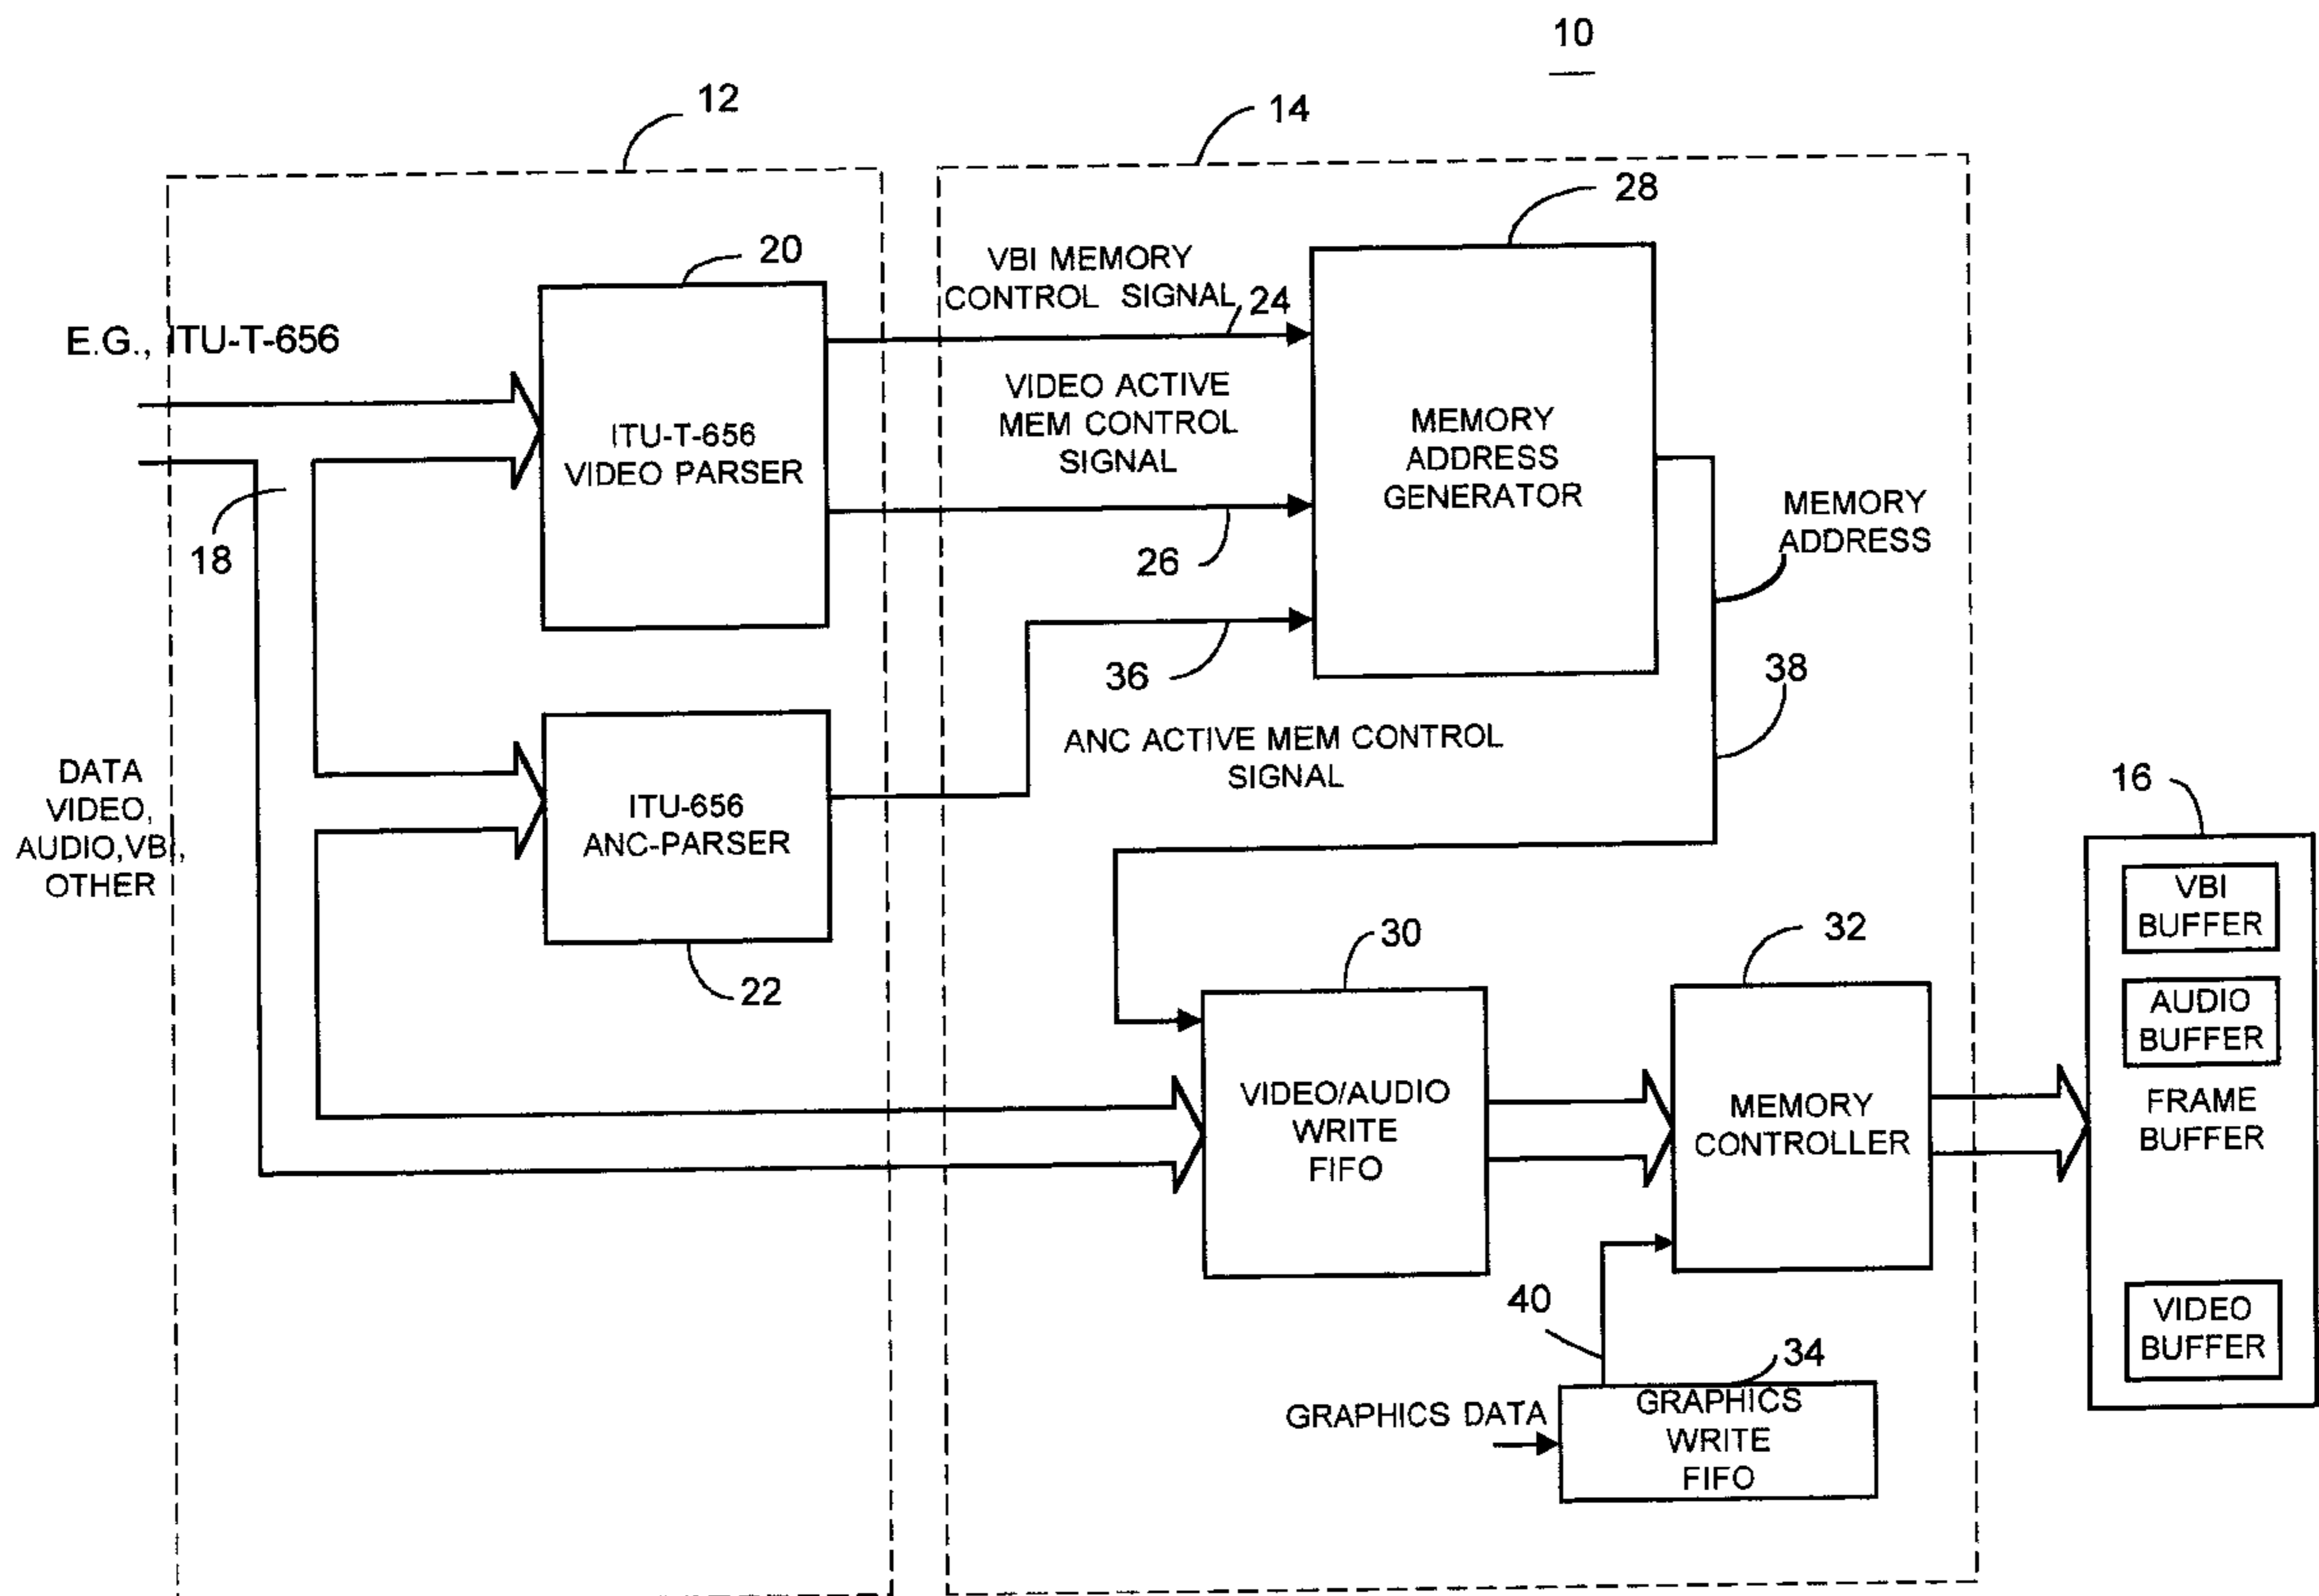 10
12
14
28
20
VBI MEMORY
CONTROL SIGNAL
24
E.G., ITU-T-656
VIDEO ACTIVE
MEM CONTROL
SIGNAL
ITU-T-656
VIDEO PARSER
MEMORY
ADDRESS
GENERATOR
MEMORY
ADDRESS
18
26
36
38
ANC ACTIVE MEM CONTROL
SIGNAL
DATA
VIDEO,
AUDIO,VBI,
OTHER
ITU-656
ANC-PARSER
16
22
30
32
VBI
BUFFER
AUDIO
BUFFER
VIDEO/AUDIO
WRITE
FIFO
MEMORY
CONTROLLER
FRAME
BUFFER
40
34
VIDEO
BUFFER
GRAPHICS DATA
GRAPHICS
WRITE
FIFO